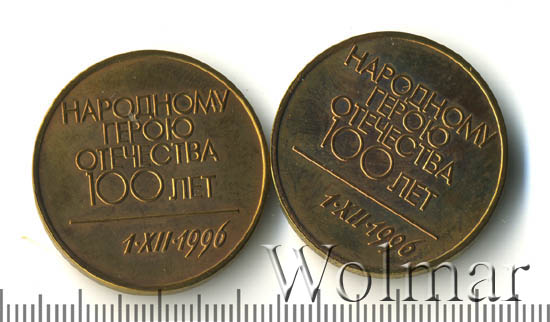 НАРОДНОМУ
ГЕРОЮ
ОТЕЧЕСТВА
100 ЛЕТ
1·XII·1996
НАРОДНОМУ
ГЕРОЮ
ОТЕЧЕСТВА
100 ЛЕТ
1·XII·1996
Wolmar